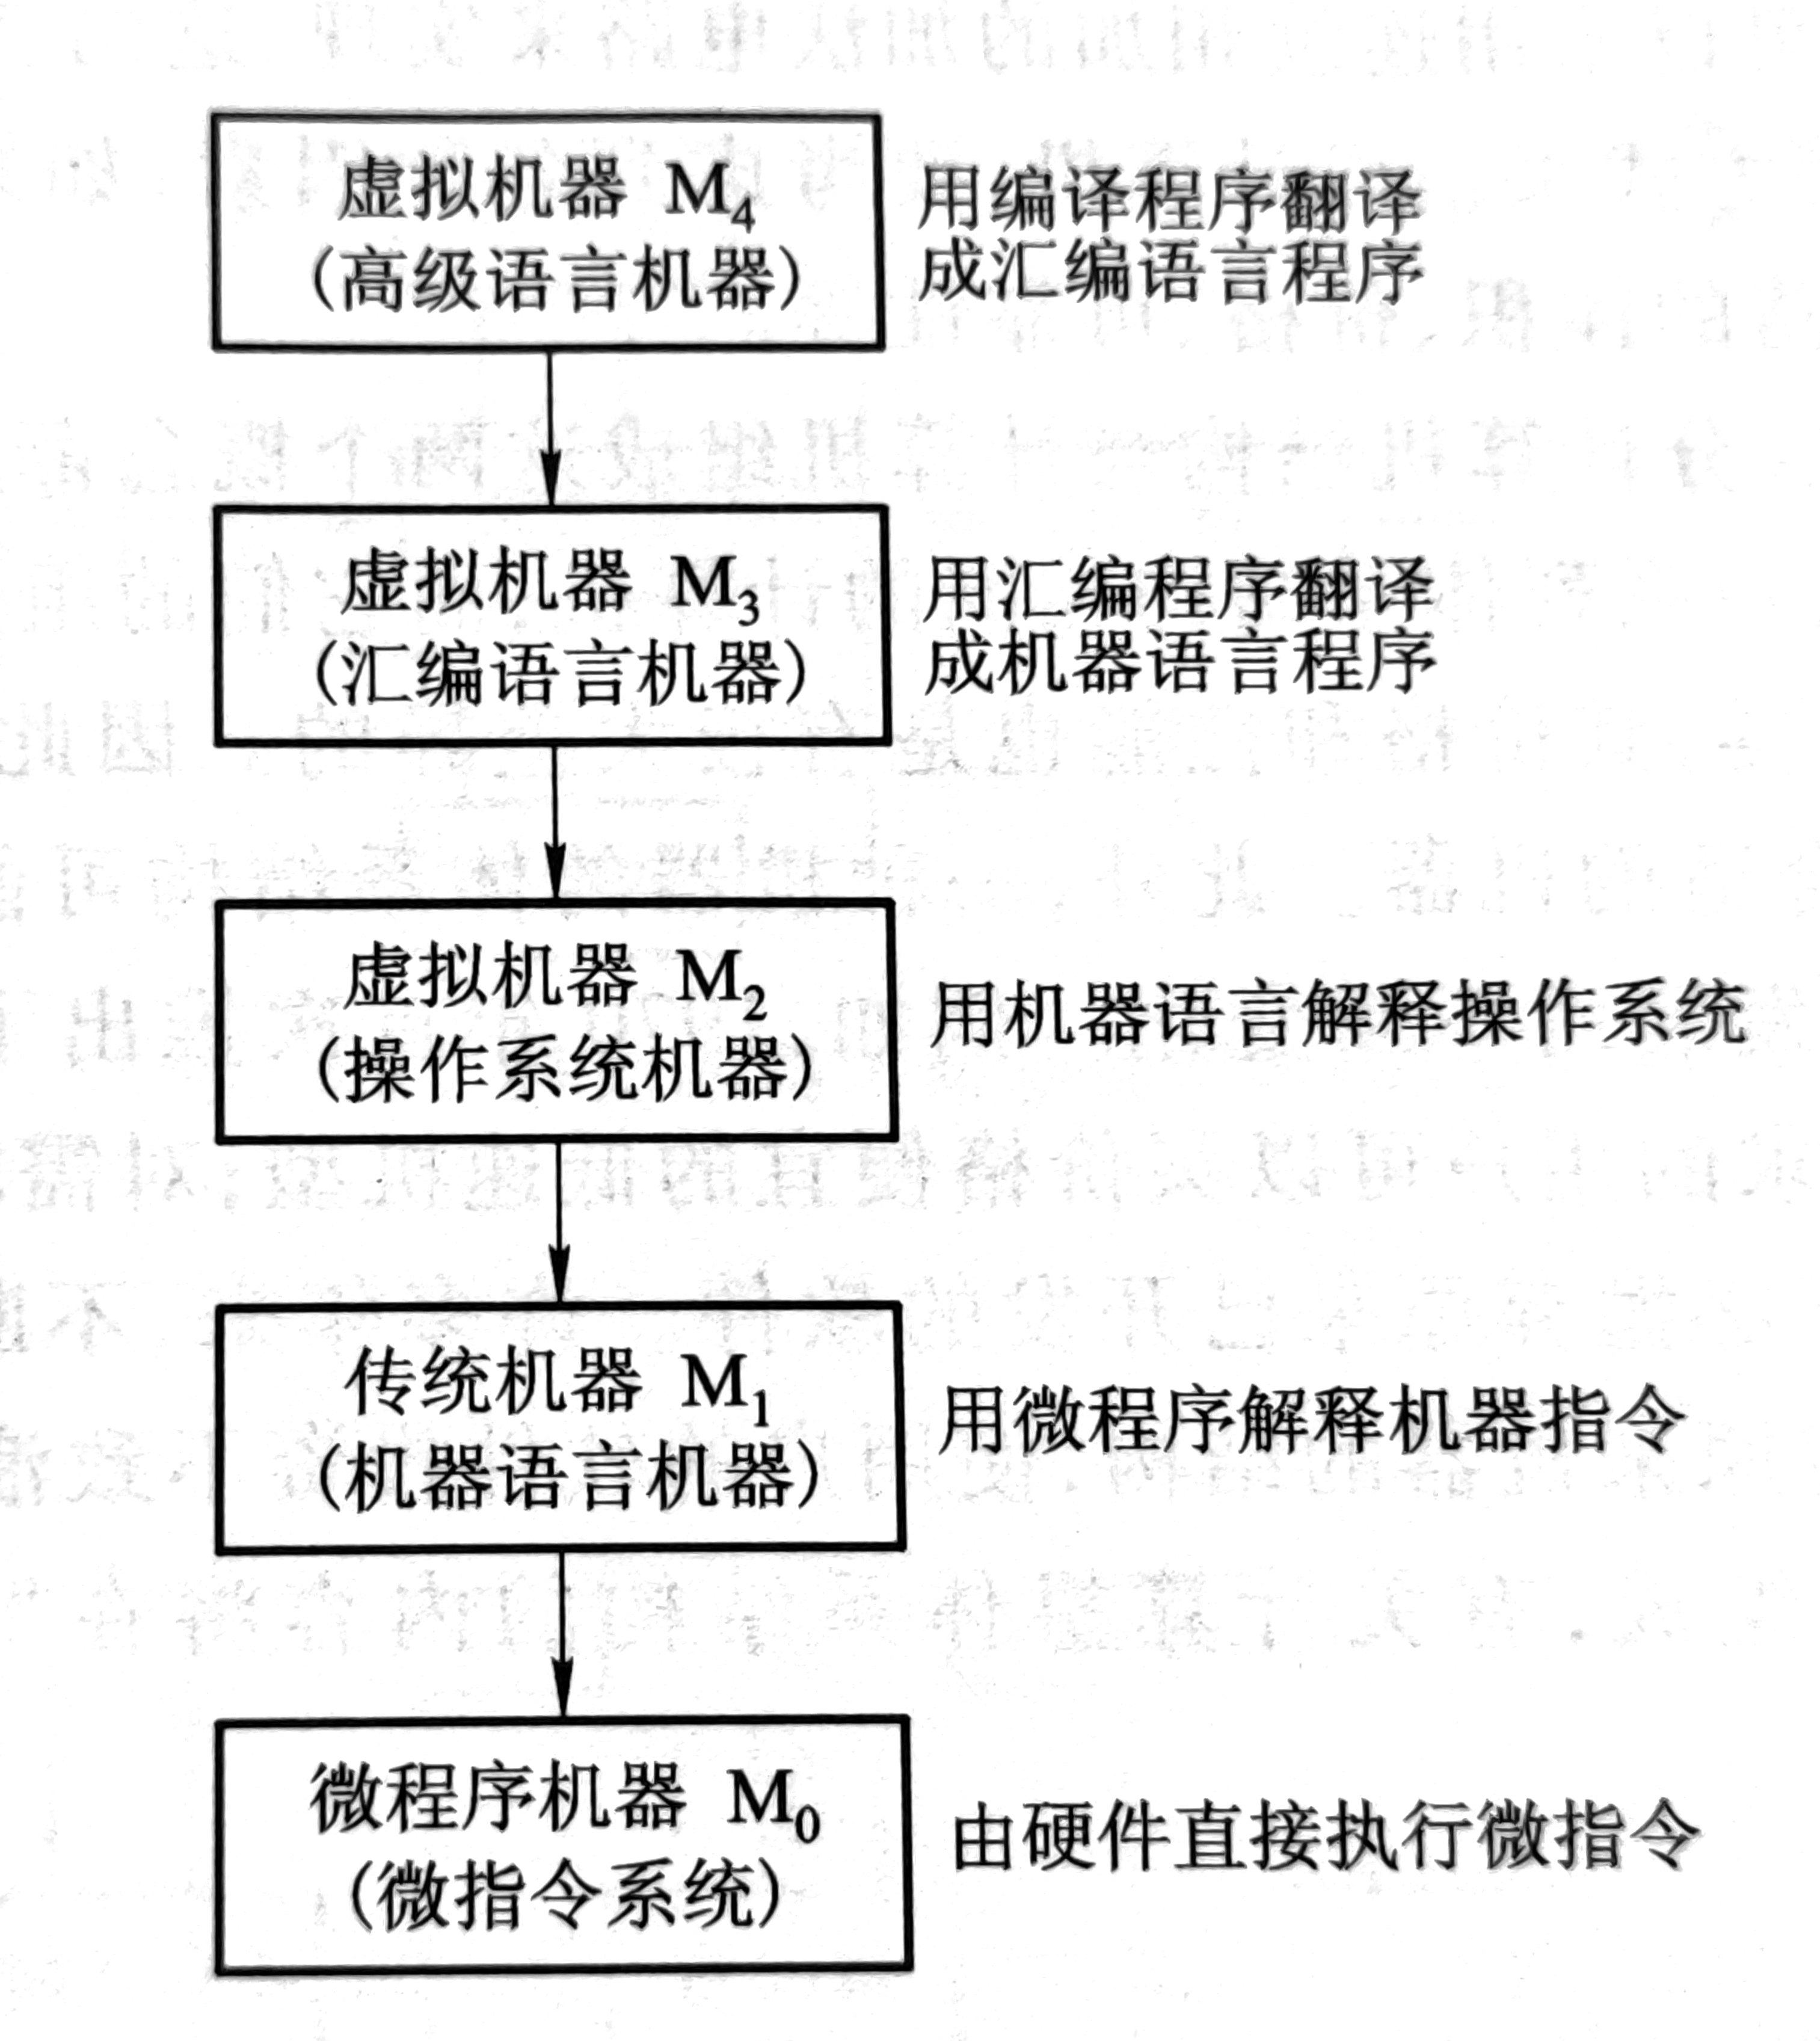 虚拟机器 M4
(高级语言机器)
用编译程序翻译
成汇编语言程序
虚拟机器 M3
(汇编语言机器)
用汇编程序翻译
成机器语言程序
虚拟机器 M2
(操作系统机器)
用机器语言解释操作系统
传统机器 M1
(机器语言机器)
用微程序解释机器指令
微程序机器 M0
(微指令系统)
由硬件直接执行微指令